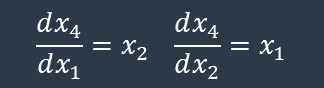 dx₄/dx₁ = x₂ dx₄/dx₂ = x₁